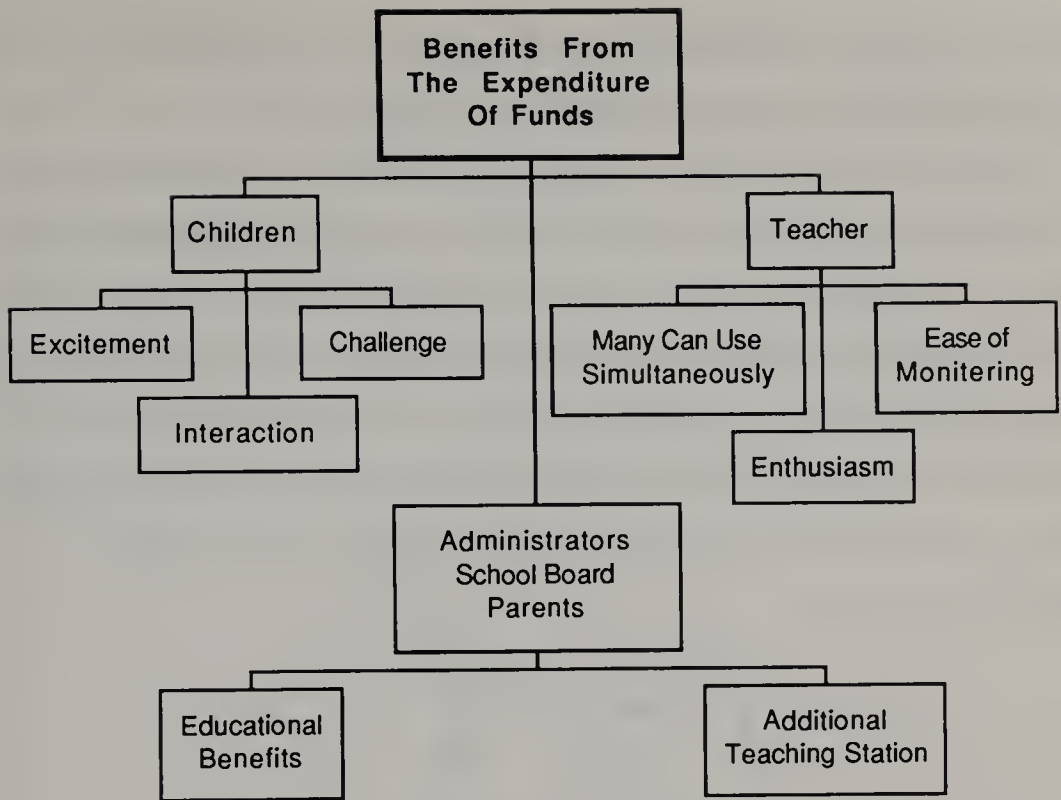 Benefits From
The Expenditure
Of Funds
Children
Teacher
Excitement
Challenge
Interaction
Many Can Use
Simultaneously
Ease of
Monitering
Enthusiasm
Administrators
School Board
Parents
Educational
Benefits
Additional
Teaching Station